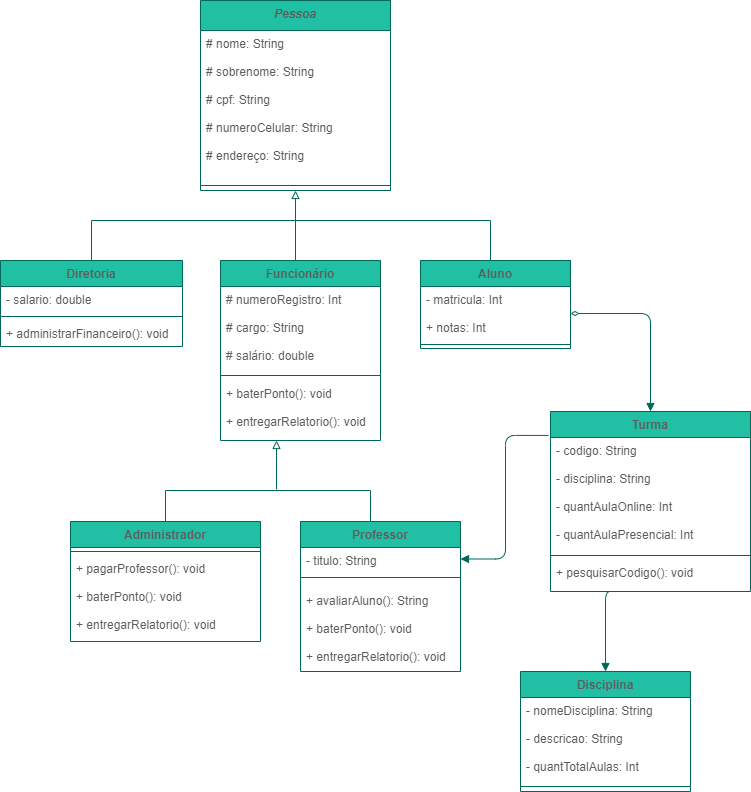 Pessoa
# nome: String
# sobrenome: String
# cpf: String
# numeroCelular: String
# endereço: String
Diretoria
- salario: double
+ administrarFinanceiro(): void
Funcionário
# numeroRegistro: Int
# cargo: String
# salário: double
+ baterPonto(): void
+ entregarRelatorio(): void
Aluno
- matricula: Int
+ notas: Int
Turma
- codigo: String
- disciplina: String
- quantAulaOnline: Int
- quantAulaPresencial: Int
+ pesquisarCodigo(): void
Administrador
+ pagarProfessor(): void
+ baterPonto(): void
+ entregarRelatorio(): void
Professor
- titulo: String
+ avaliarAluno(): String
+ baterPonto(): void
+ entregarRelatorio(): void
Disciplina
- nomeDisciplina: String
- descricao: String
- quantTotalAulas: Int